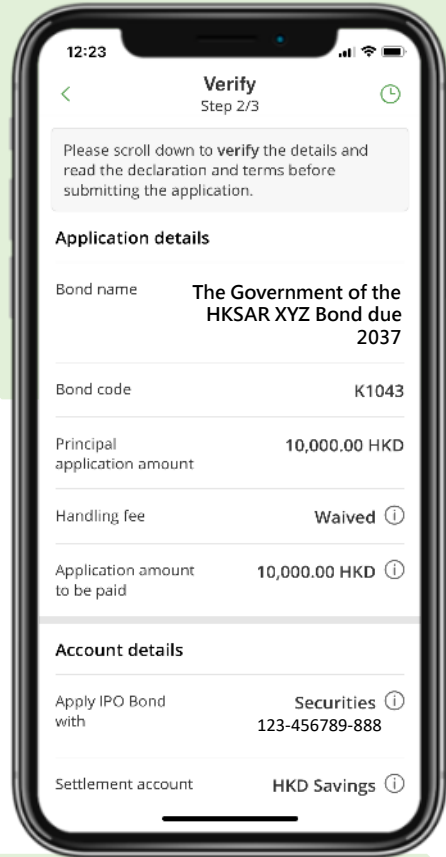 12:23
Verify
Step 2/3
Please scroll down to verify the details and
read the declaration and terms before
submitting the application.
Application details
Bond name
The Government of the
HKSAR XYZ Bond due
2037
Bond code
K1043
Principal
application amount
10,000.00 HKD
Handling fee
Waived
Application amount
to be paid
10,000.00 HKD
Account details
Apply IPO Bond
with
Securities
123-456789-888
Settlement account
HKD Savings